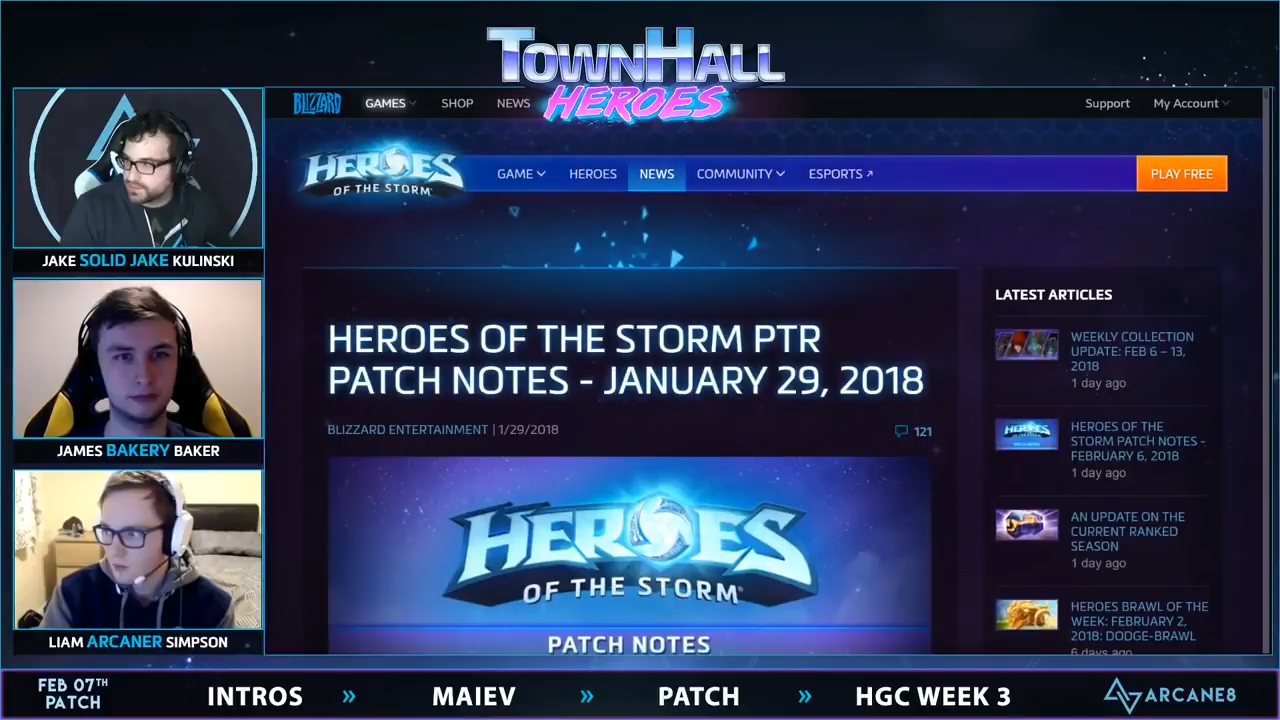 TOWNHALL
HEROES
BLIZZARD GAMES SHOP NEWS Support My Account
HEROES
OF THE STORM
GAME HEROES NEWS COMMUNITY ESPORTS PLAY FREE
JAKE SOLID JAKE KULINSKI
JAMES BAKERY BAKER
LIAM ARCANER SIMPSON
HEROES OF THE STORM PTR
PATCH NOTES - JANUARY 29, 2018
BLIZZARD ENTERTAINMENT | 1/29/2018 121
HEROES
OF THE STORM
PATCH NOTES
LATEST ARTICLES
WEEKLY COLLECTION
UPDATE: FEB 6 – 13,
2018
1 day ago
HEROES OF THE
STORM PATCH NOTES -
FEBRUARY 6, 2018
1 day ago
AN UPDATE ON THE
CURRENT RANKED
SEASON
1 day ago
HEROES BRAWL OF THE
WEEK: FEBRUARY 2,
2018: DODGE-BRAWL
6 days ago
FEB 07TH
PATCH
INTROS » MAIEV » PATCH » HGC WEEK 3
ARCANE8